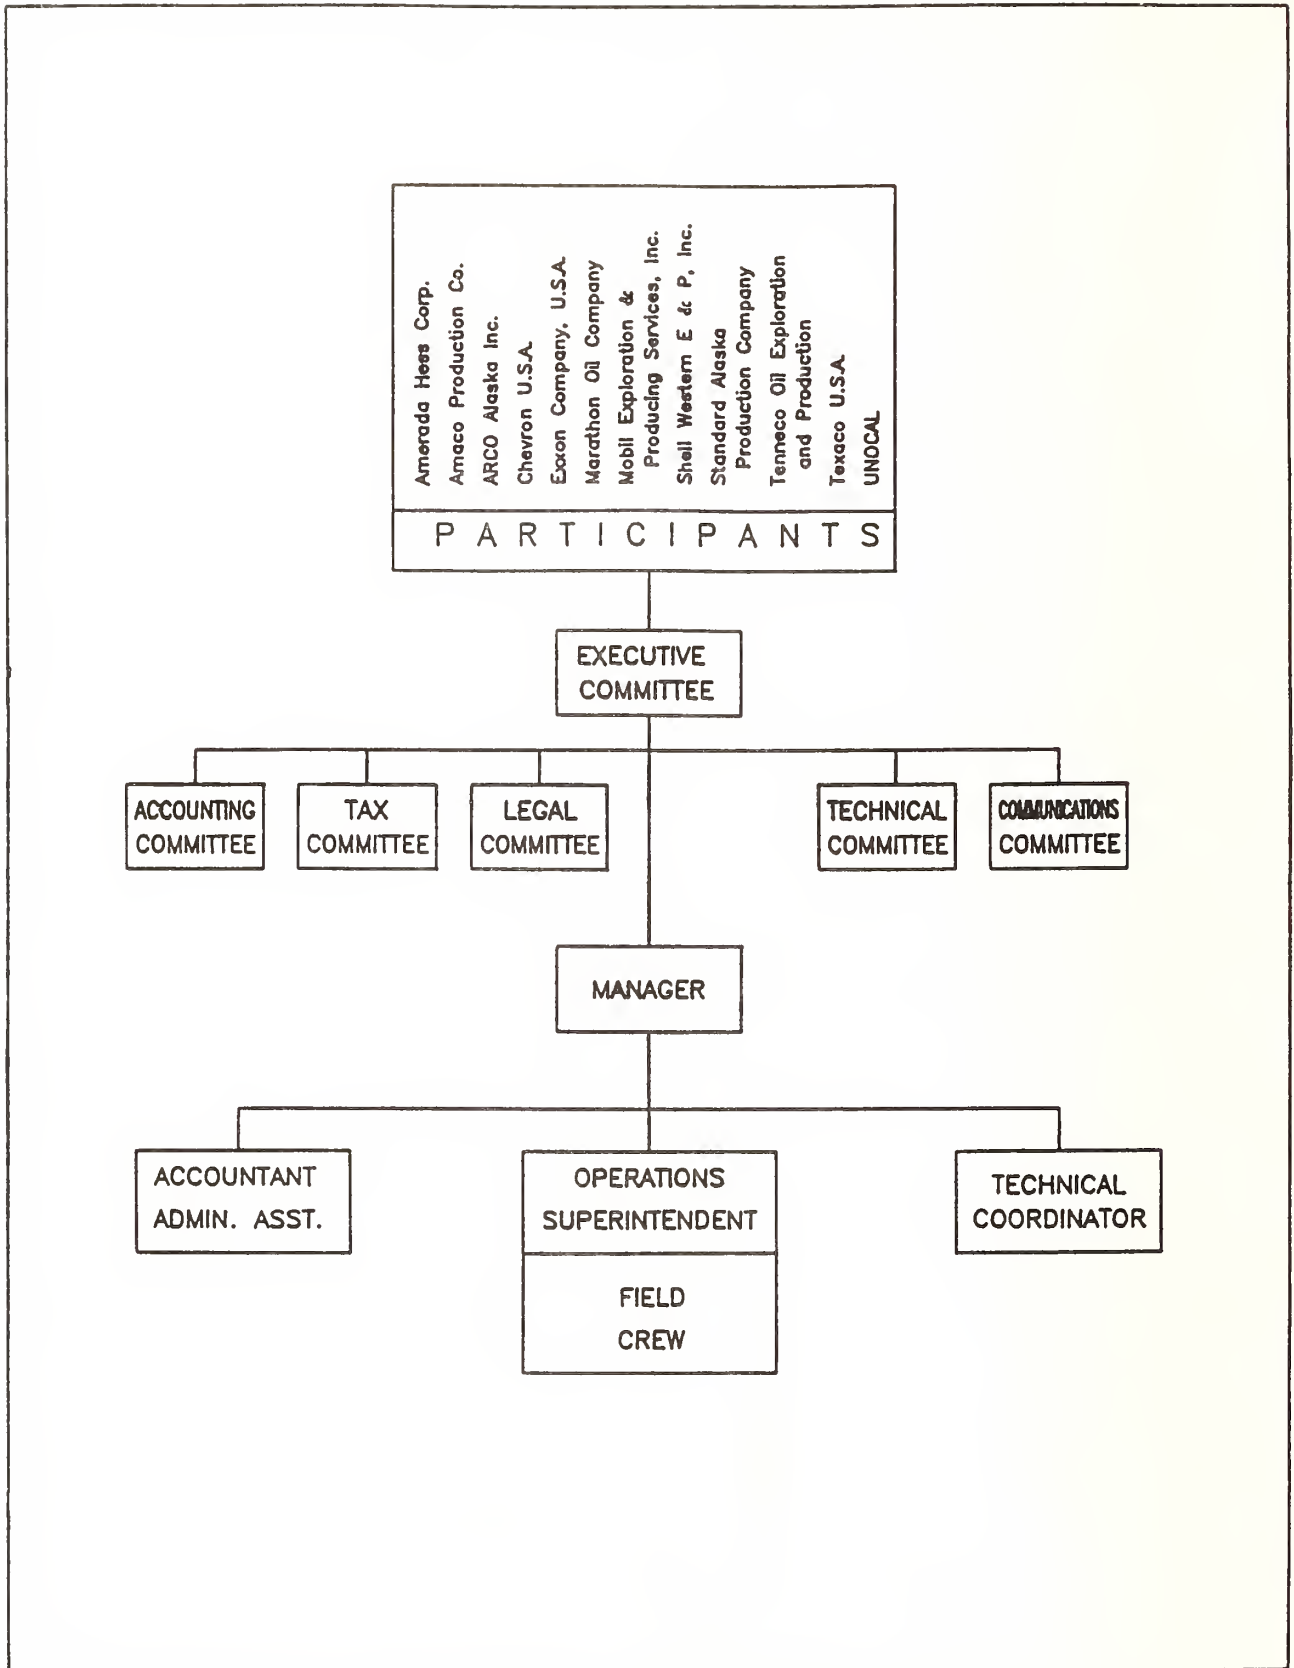 Amerada Hess Corp.
Amaco Production Co.
ARCO Alaska Inc.
Chevron U.S.A.
Exxon Company, U.S.A.
Marathon Oil Company
Mobil Exploration &
Producing Services, Inc.
Shell Western E & P, Inc.
Standard Alaska
Production Company
Tenneco Oil Exploration
and Production
Texaco U.S.A.
UNOCAL
PARTICIPANTS
EXECUTIVE
COMMITTEE
ACCOUNTING
COMMITTEE
TAX
COMMITTEE
LEGAL
COMMITTEE
TECHNICAL
COMMITTEE
COMMUNICATIONS
COMMITTEE
MANAGER
ACCOUNTANT
ADMIN. ASST.
OPERATIONS
SUPERINTENDENT
FIELD
CREW
TECHNICAL
COORDINATOR